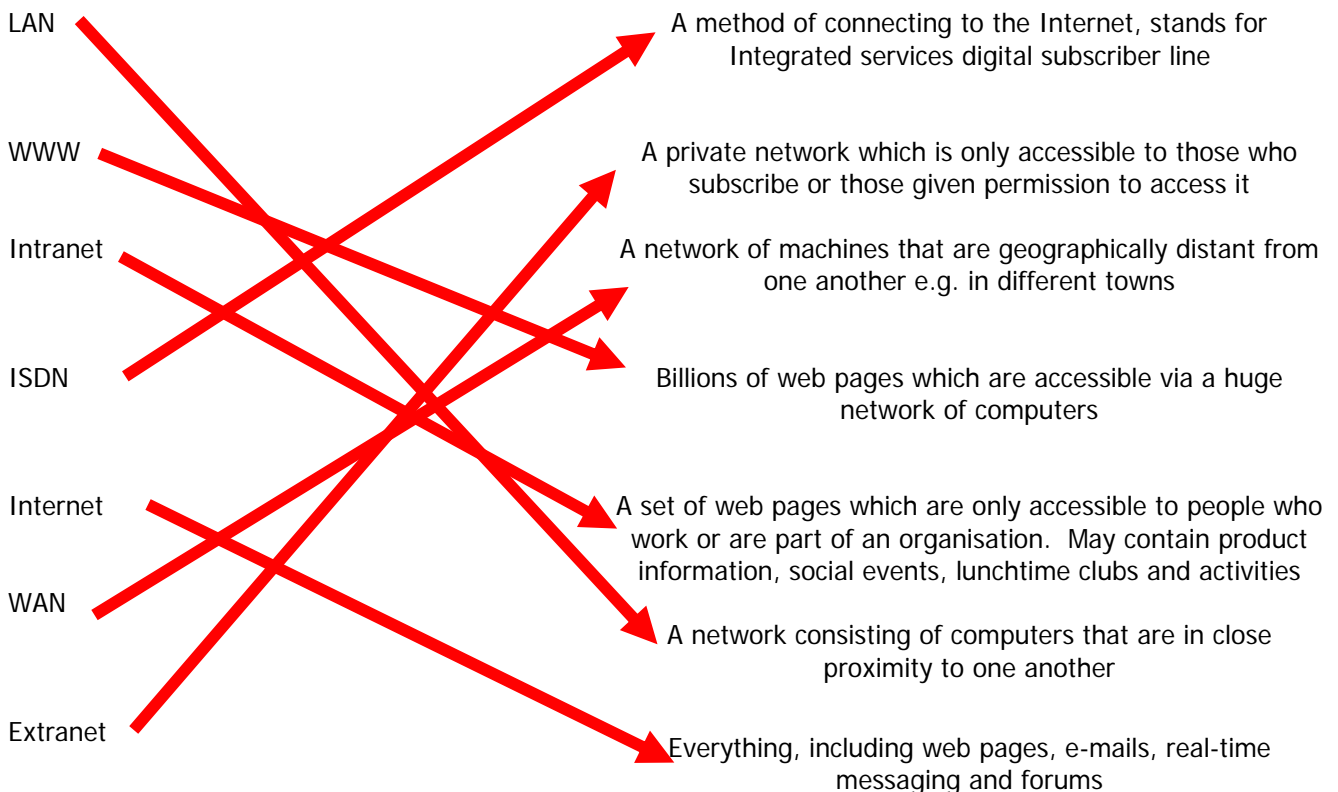 LAN
A method of connecting to the Internet, stands for
Integrated services digital subscriber line
WWW
A private network which is only accessible to those who
subscribe or those given permission to access it
Intranet
A network of machines that are geographically distant from
one another e.g. in different towns
ISDN
Billions of web pages which are accessible via a huge
network of computers
Internet
A set of web pages which are only accessible to people who
work or are part of an organisation.  May contain product
information, social events, lunchtime clubs and activities
WAN
A network consisting of computers that are in close
proximity to one another
Extranet
Everything, including web pages, e-mails, real-time
messaging and forums